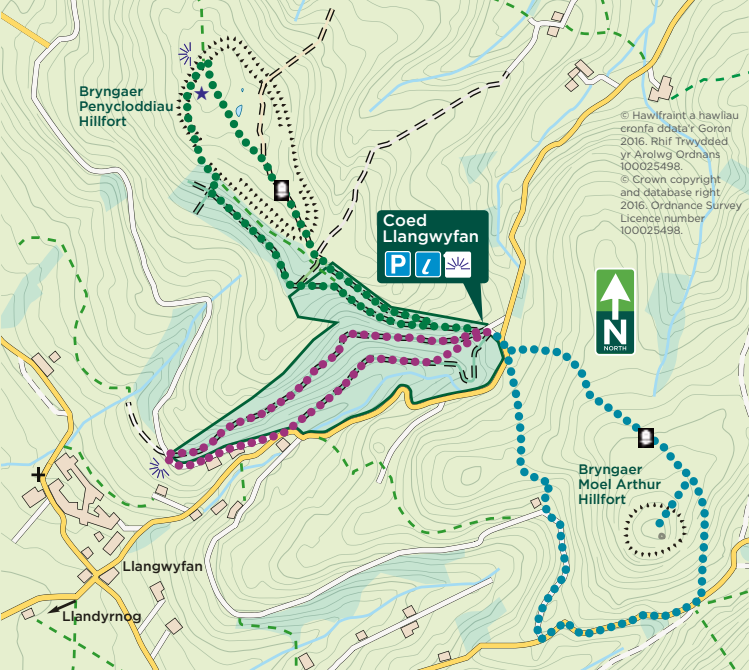 Bryngaer
Penycloddiau
Hillfort
© Hawlfraint a hawliau
cronfa ddata'r Goron
2016. Rhif Trwydded
yr Arolwg Ordnans
100025498.
© Crown copyright
and database right
2016. Ordnance Survey
Licence number
100025498.
Coed
Llangwyfan
P i
N
NORTH
Bryngaer
Moel Arthur
Hillfort
Llangwyfan
Llandyrnog